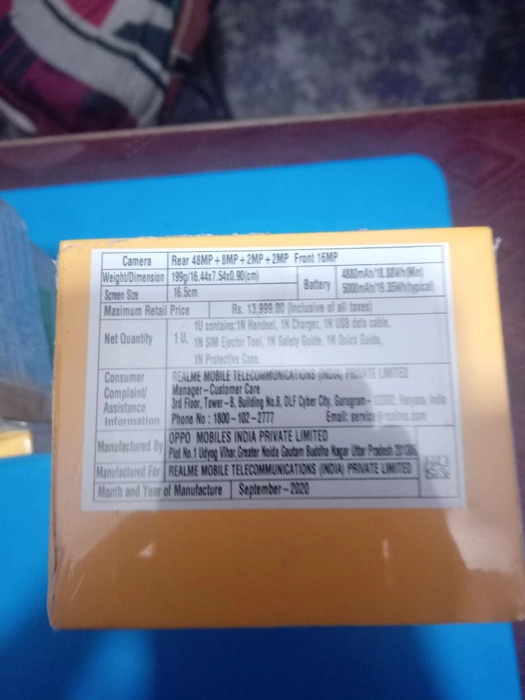 Camera Rear 48MP+8MP+2MP+2MP Front 16MP
Weight/Dimension 199g/16.44x7.54x0.90(cm)
Battery 4880mAh/18.88Wh(Min)
5000mAh/19.35Wh(typical)
Screen Size 16.5cm
Maximum Retail Price Rs. 13,999.00 (Inclusive of all taxes)
Net Quantity 1 U, 1U contains: 1N Handset, 1N Charger, 1N USB data cable,
1N SIM Ejector Tool, 1N Safety Guide, 1N Quick Guide,
1N Protective Case.
Consumer Complaint/ Assistance Information
REALME MOBILE TELECOMMUNICATIONS (INDIA) PRIVATE LIMITED
Manager-Customer Care
3rd Floor, Tower-B, Building No.8, DLF Cyber City, Gurugram- Haryana, India
Phone No : 1800-102-2777 Email: service@realme.com
Manufactured By OPPO MOBILES INDIA PRIVATE LIMITED
Plot No.1 Udyog Vihar, Greater Noida Gautam Buddha Nagar Uttar Pradesh 201306
Manufactured For REALME MOBILE TELECOMMUNICATIONS (INDIA) PRIVATE LIMITED
Month and Year of Manufacture September-2020